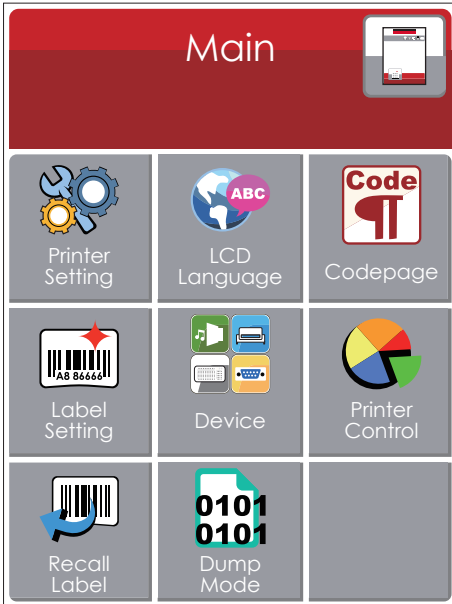 Main
ABC
Code
Printer
Setting
LCD
Language
Codepage
A8 86666
Label
Setting
Device
Printer
Control
0101
0101
Recall
Label
Dump
Mode